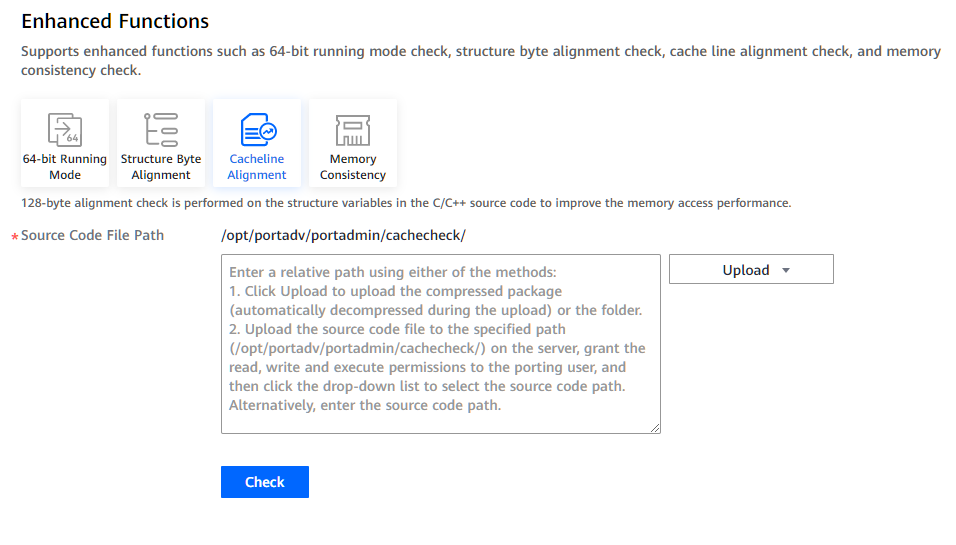 Enhanced Functions
Supports enhanced functions such as 64-bit running mode check, structure byte alignment check, cache line alignment check, and memory
consistency check.
64
64-bit Running
Mode
Structure Byte
Alignment
Cacheline
Alignment
Memory
Consistency
128-byte alignment check is performed on the structure variables in the C/C++ source code to improve the memory access performance.
* Source Code File Path
/opt/portadv/portadmin/cachecheck/
Enter a relative path using either of the methods:
1. Click Upload to upload the compressed package
(automatically decompressed during the upload) or the folder.
2. Upload the source code file to the specified path
(/opt/portadv/portadmin/cachecheck/) on the server, grant the
read, write and execute permissions to the porting user, and
then click the drop-down list to select the source code path.
Alternatively, enter the source code path.
Upload
Check